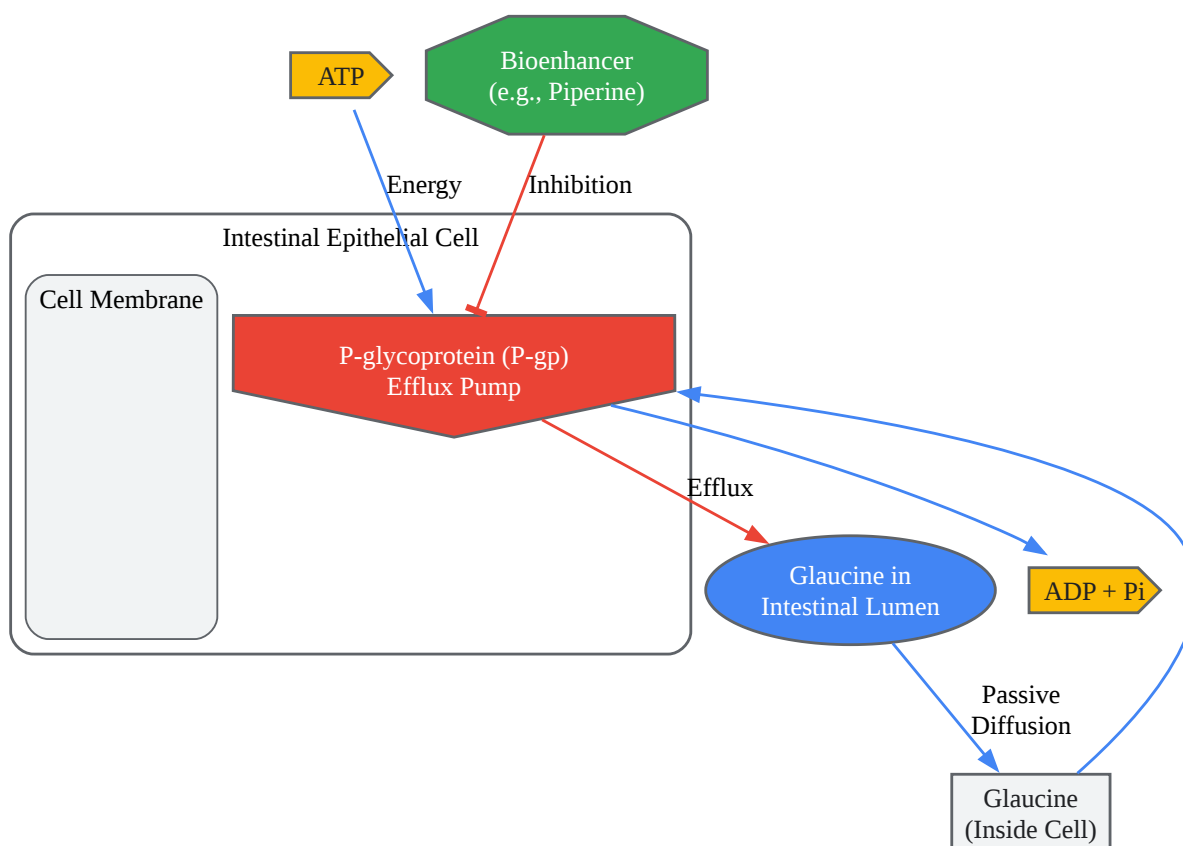 ATP
Bioenhancer
(e.g., Piperine)
Energy
Inhibition
Intestinal Epithelial Cell
Cell Membrane
P-glycoprotein (P-gp)
Efflux Pump
Efflux
Glaucine in
Intestinal Lumen
ADP + Pi
Passive
Diffusion
Glaucine
(Inside Cell)